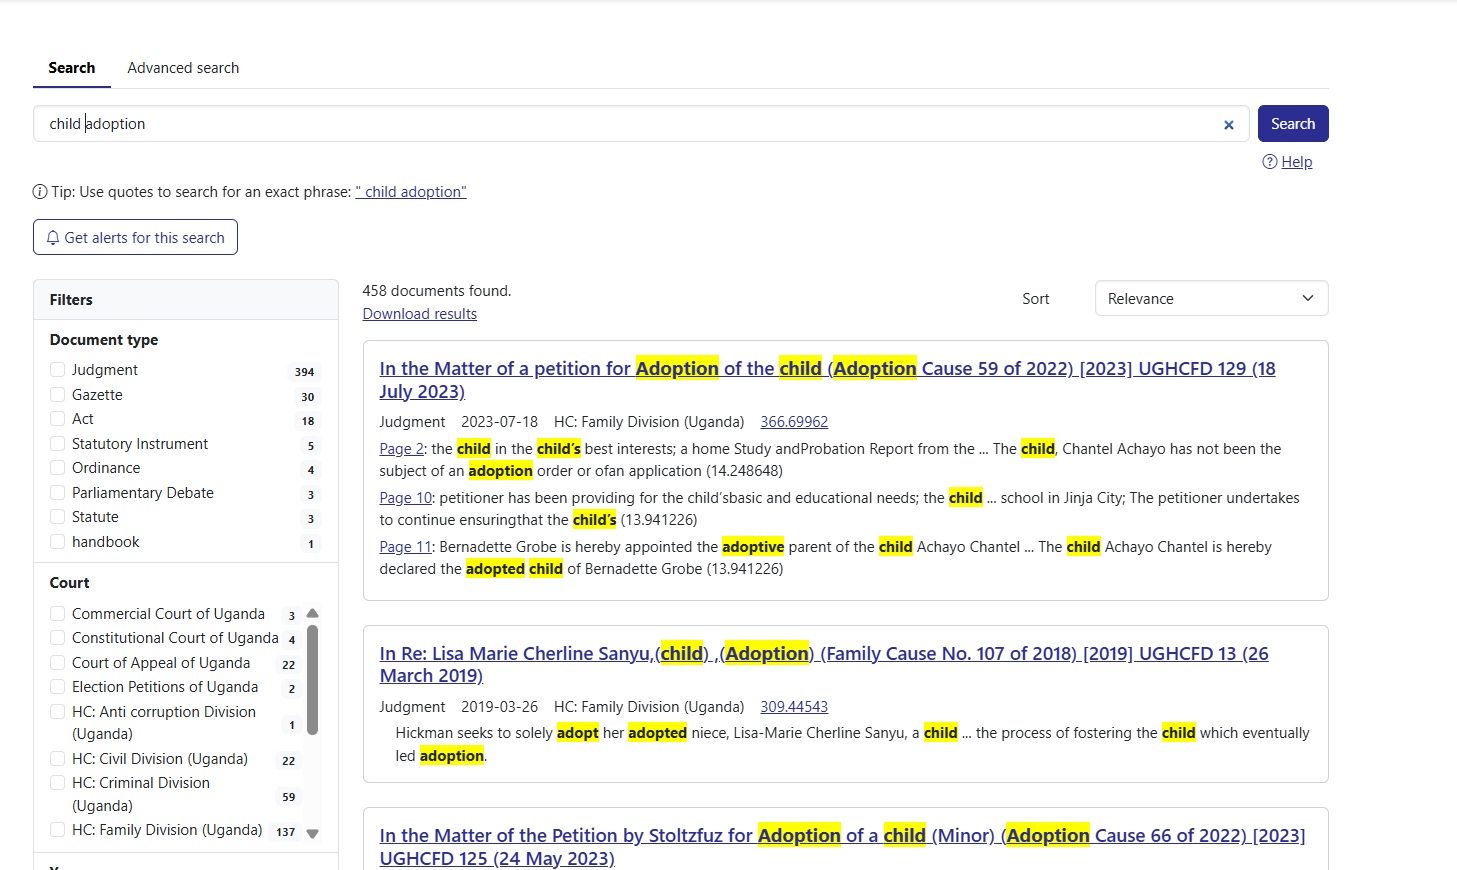 Search Advanced search
child adoption
Search
Help
Tip: Use quotes to search for an exact phrase: " child adoption"
Get alerts for this search
Filters
Document type
Judgment 394
Gazette 30
Act 18
Statutory Instrument 5
Ordinance 4
Parliamentary Debate 3
Statute 3
handbook 1
Court
Commercial Court of Uganda 3
Constitutional Court of Uganda 4
Court of Appeal of Uganda 22
Election Petitions of Uganda 2
HC: Anti corruption Division
(Uganda) 1
HC: Civil Division (Uganda) 22
HC: Criminal Division
(Uganda) 59
HC: Family Division (Uganda) 137
458 documents found.
Download results
Sort Relevance
In the Matter of a petition for Adoption of the child (Adoption Cause 59 of 2022) [2023] UGHCFD 129 (18
July 2023)
Judgment 2023-07-18 HC: Family Division (Uganda) 366.69962
Page 2: the child in the child's best interests; a home Study andProbation Report from the ... The child, Chantel Achayo has not been the
subject of an adoption order or ofan application (14.248648)
Page 10: petitioner has been providing for the child'sbasic and educational needs; the child ... school in Jinja City; The petitioner undertakes
to continue ensuringthat the child's (13.941226)
Page 11: Bernadette Grobe is hereby appointed the adoptive parent of the child Achayo Chantel ... The child Achayo Chantel is hereby
declared the adopted child of Bernadette Grobe (13.941226)
In Re: Lisa Marie Cherline Sanyu,(child) ,(Adoption) (Family Cause No. 107 of 2018) [2019] UGHCFD 13 (26
March 2019)
Judgment 2019-03-26 HC: Family Division (Uganda) 309.44543
Hickman seeks to solely adopt her adopted niece, Lisa-Marie Cherline Sanyu, a child ... the process of fostering the child which eventually
led adoption.
In the Matter of the Petition by Stoltzfuz for Adoption of a child (Minor) (Adoption Cause 66 of 2022) [2023]
UGHCFD 125 (24 May 2023)